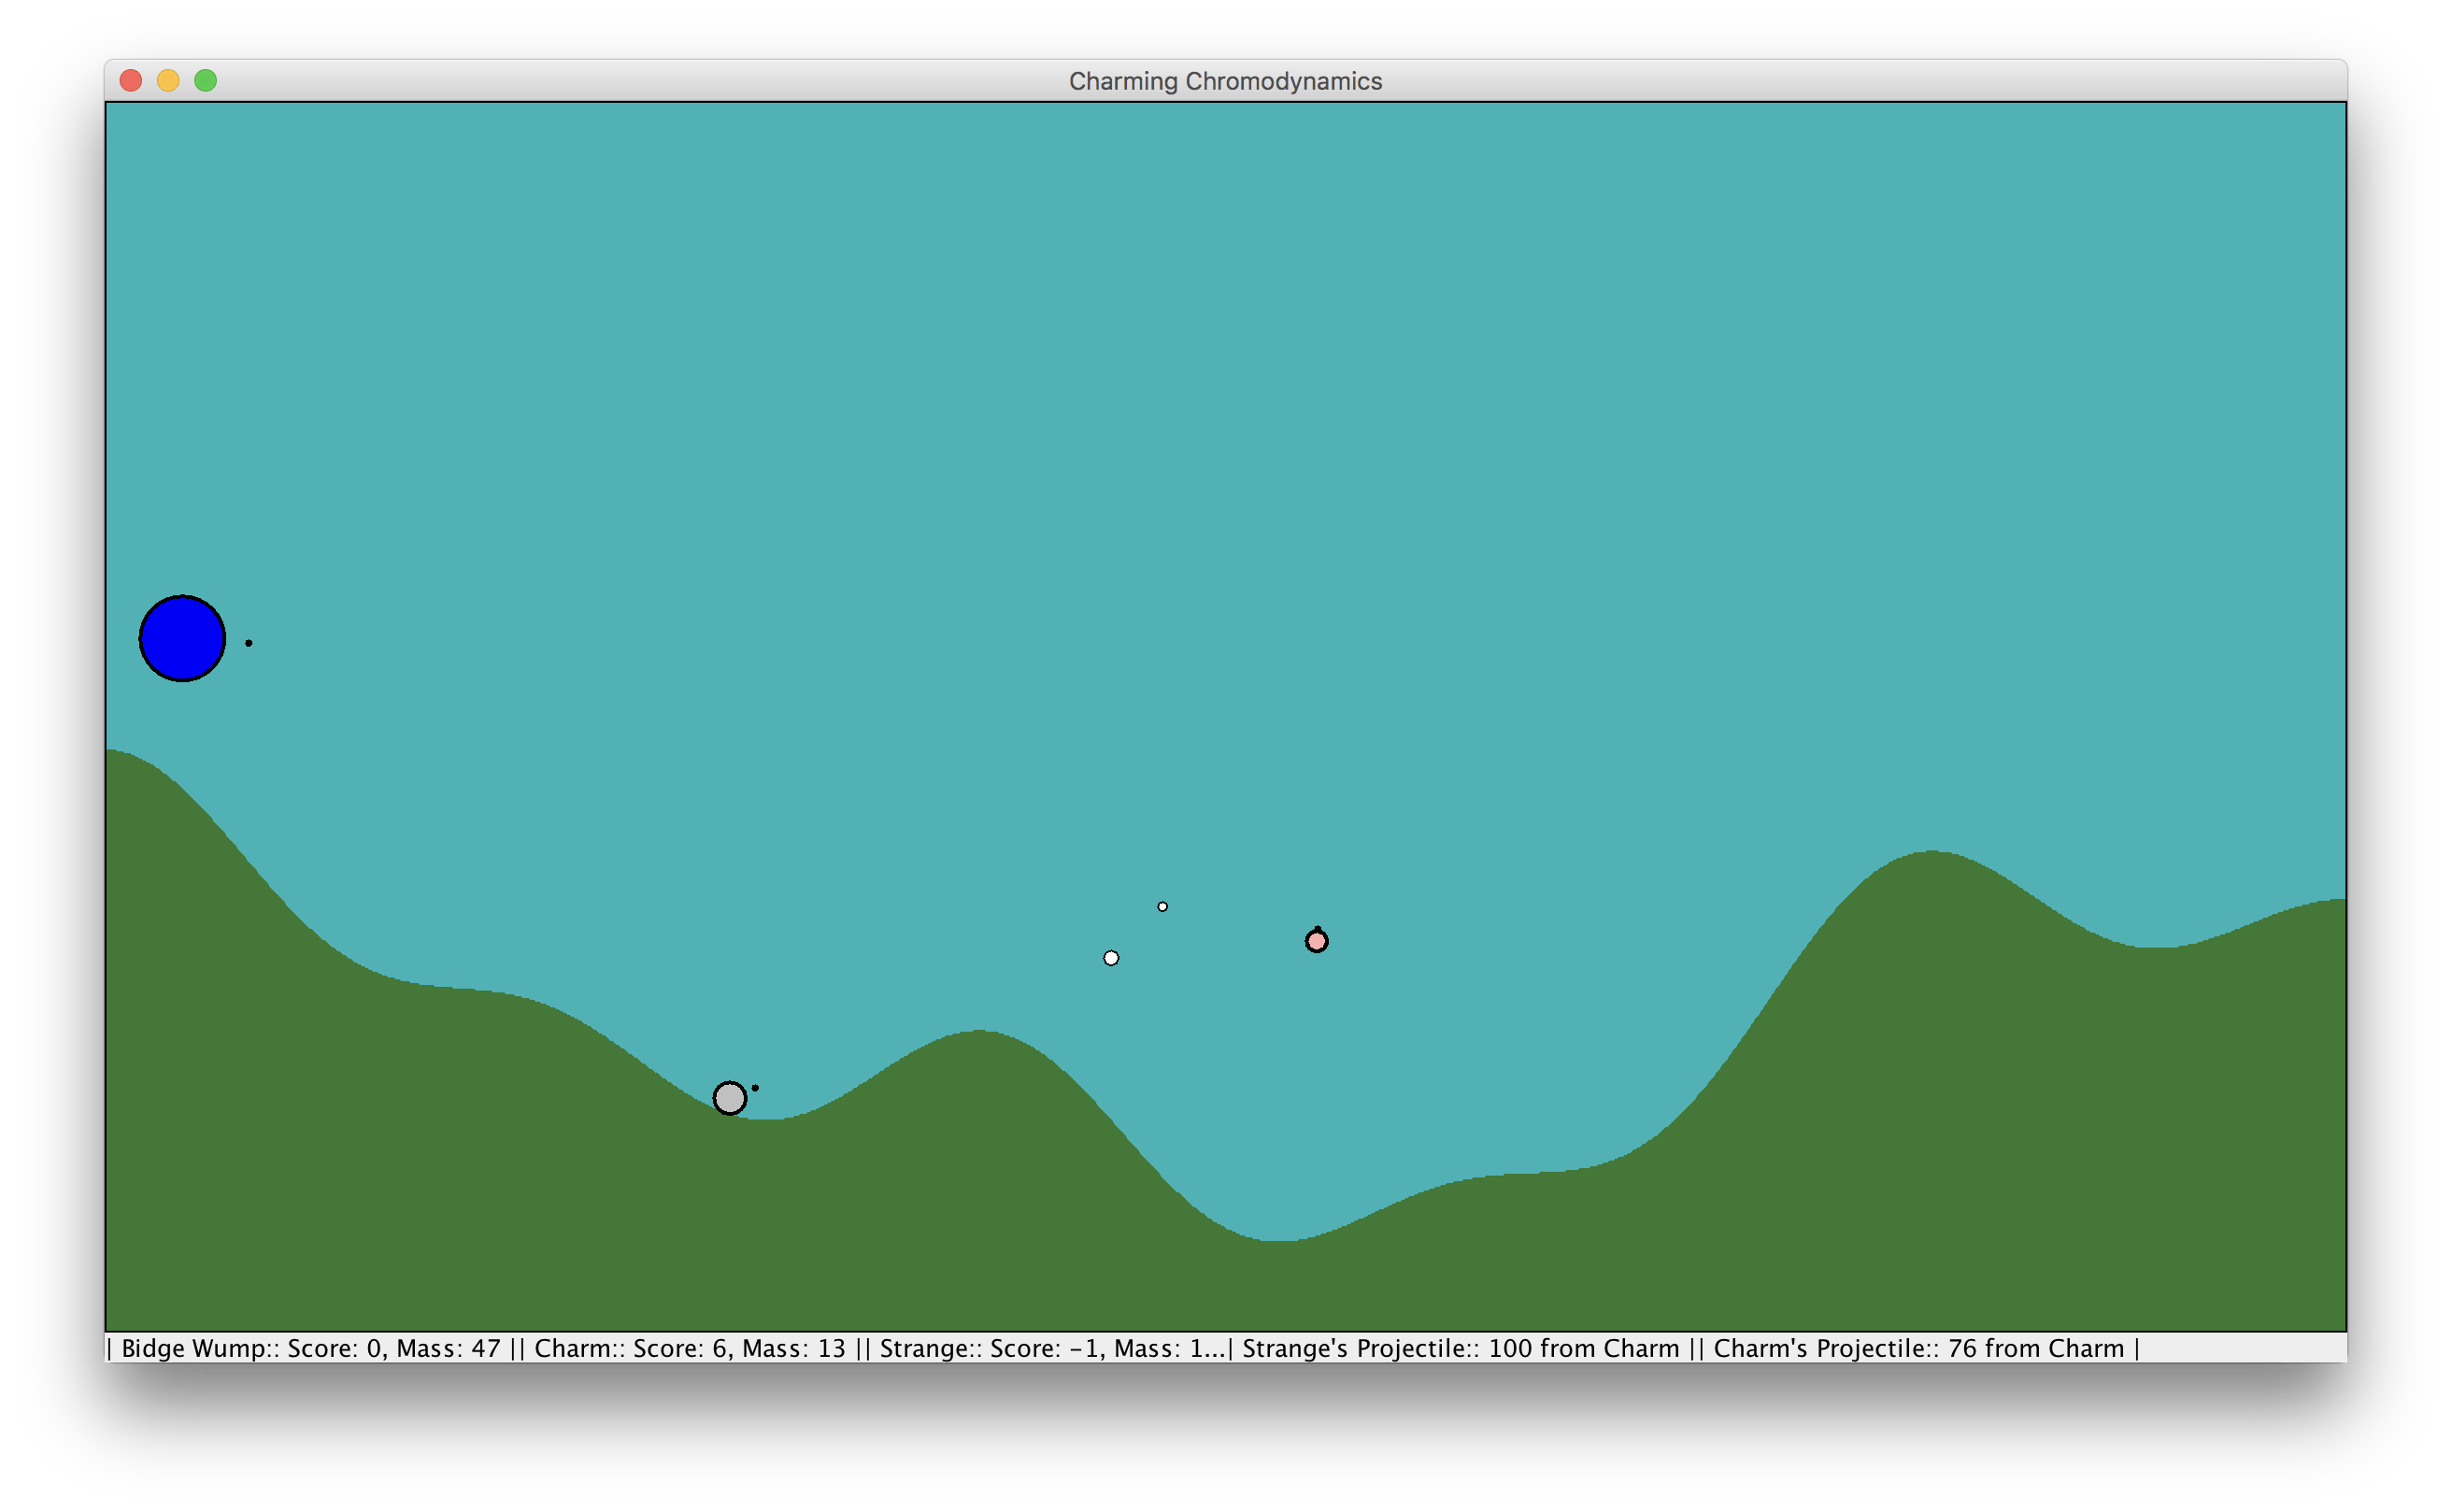 Charming Chromodynamics
| Bidge Wump:: Score: 0, Mass: 47 || Charm:: Score: 6, Mass: 13 || Strange:: Score: -1, Mass: 1...| Strange's Projectile:: 100 from Charm || Charm's Projectile:: 76 from Charm |